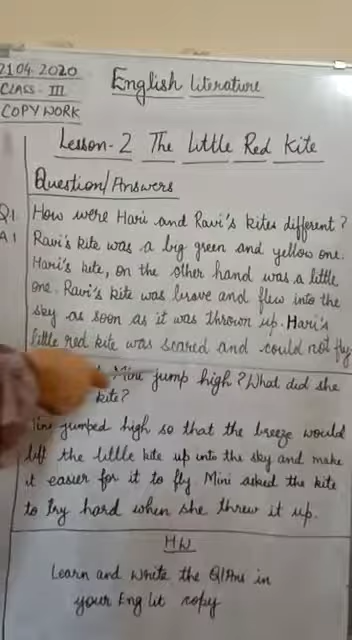 21.04.2020
CLASS - III
COPY WORK
English Literature
Lesson-2 The Little Red Kite
Question/Answers
Q1. How were Hari and Ravi's kites different?
A1 Ravi's kite was a big green and yellow one.
Hari's kite, on the other hand was a little
one. Ravi's kite was brave and flew into the
sky as soon as it was thrown up. Hari's
little red kite was scared and could not fly
Mini jump high? What did she
kite?
Mini jumped high so that the breeze would
lift the little kite up into the sky and make
it easier for it to fly. Mini asked the kite
to try hard when she threw it up.
HW
Learn and write the Q/Ans in
your Eng lit copy